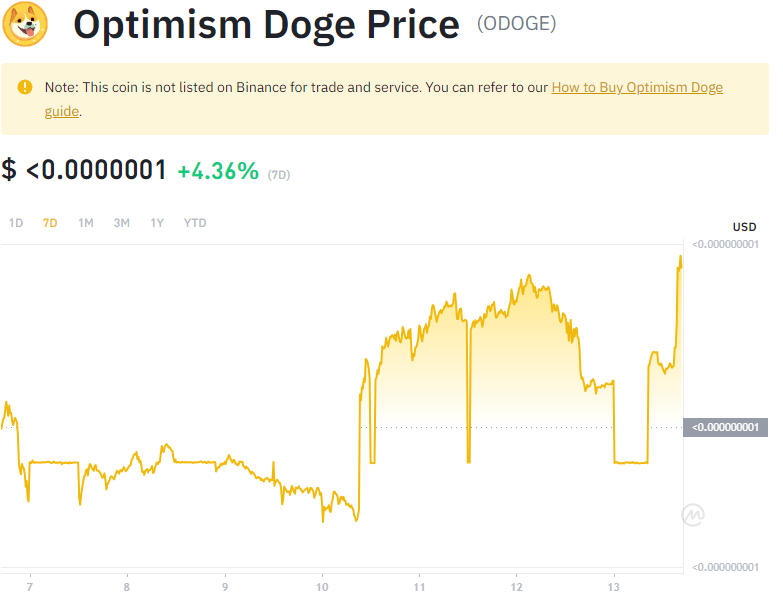 Optimism Doge Price (ODOGE)
Note: This coin is not listed on Binance for trade and service. You can refer to our How to Buy Optimism Doge
guide.
$ <0.0000001 +4.36% (7D)
1D 7D 1M 3M 1Y YTD
USD
<0.000000001
<0.000000001
<0.000000001
7 8 9 10 11 12 13